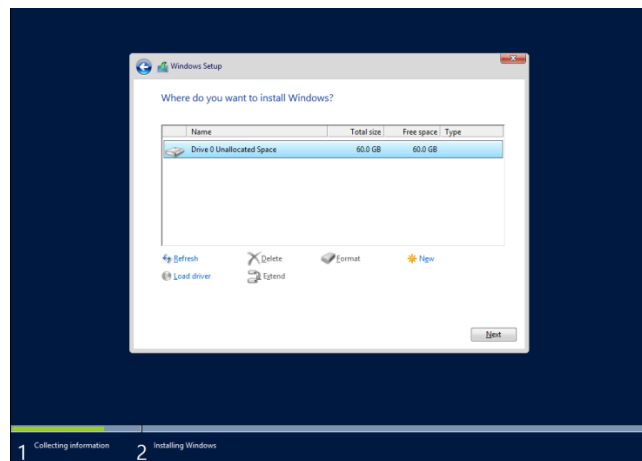 Windows Setup
Where do you want to install Windows?
Name Total size Free space Type
Drive 0 Unallocated Space 60.0 GB 60.0 GB
Refresh Delete Format New
Load driver Extend
Next
1 Collecting information 2 Installing Windows